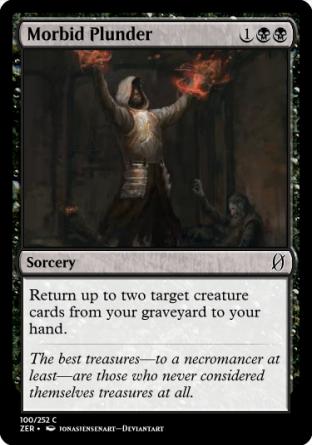 Morbid Plunder 1
Sorcery
Return up to two target creature
cards from your graveyard to your
hand.
The best treasures—to a necromancer at
least—are those who never considered
themselves treasures at all.
100/252 C
ZER • JONASJENSENART—DEVIANTART